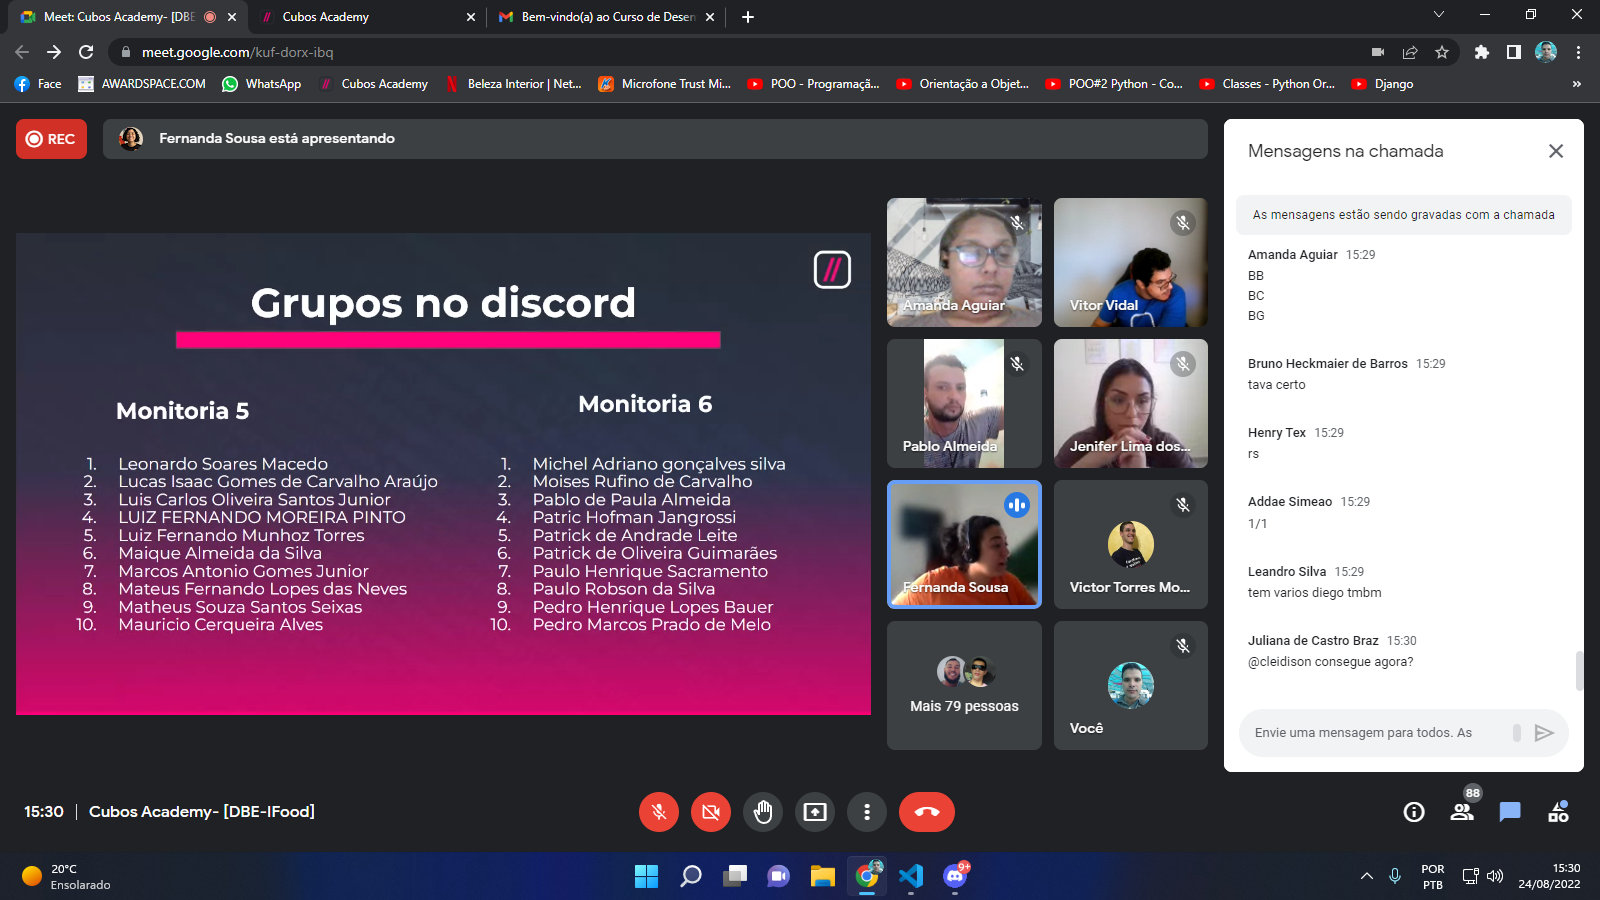 Meet: Cubos Academy- [DBE
Cubos Academy
Bem-vindo(a) ao Curso de Desen
meet.google.com/kuf-dorx-ibq
Face
AWARDSPACE.COM
WhatsApp
Cubos Academy
Beleza Interior | Net...
Microfone Trust Mi...
POO - Programaçã...
Orientação a Objet...
POO#2 Python - Co...
Classes - Python Or...
Django
»
REC
Fernanda Sousa está apresentando
Grupos no discord
Monitoria 5
1. Leonardo Soares Macedo
2. Lucas Isaac Gomes de Carvalho Araújo
3. Luis Carlos Oliveira Santos Junior
4. LUIZ FERNANDO MOREIRA PINTO
5. Luiz Fernando Munhoz Torres
6. Maique Almeida da Silva
7. Marcos Antonio Gomes Junior
8. Mateus Fernando Lopes das Neves
9. Matheus Souza Santos Seixas
10. Mauricio Cerqueira Alves
Monitoria 6
1. Michel Adriano gonçalves silva
2. Moises Rufino de Carvalho
3. Pablo de Paula Almeida
4. Patric Hofman Jangrossi
5. Patrick de Andrade Leite
6. Patrick de Oliveira Guimarães
7. Paulo Henrique Sacramento
8. Paulo Robson da Silva
9. Pedro Henrique Lopes Bauer
10. Pedro Marcos Prado de Melo
Amanda Aguiar
Vitor Vidal
Pablo Almeida
Jenifer Lima dos...
Fernanda Sousa
Victor Torres Mo...
Mais 79 pessoas
Você
Mensagens na chamada
As mensagens estão sendo gravadas com a chamada
Amanda Aguiar 15:29
BB
BC
BG
Bruno Heckmaier de Barros 15:29
tava certo
Henry Tex 15:29
rs
Addae Simeao 15:29
1/1
Leandro Silva 15:29
tem varios diego tmbm
Juliana de Castro Braz 15:30
@cleidison consegue agora?
Envie uma mensagem para todos. As
15:30 | Cubos Academy- [DBE-IFood]
88
20°C
Ensolarado
9+
POR
PTB
15:30
24/08/2022